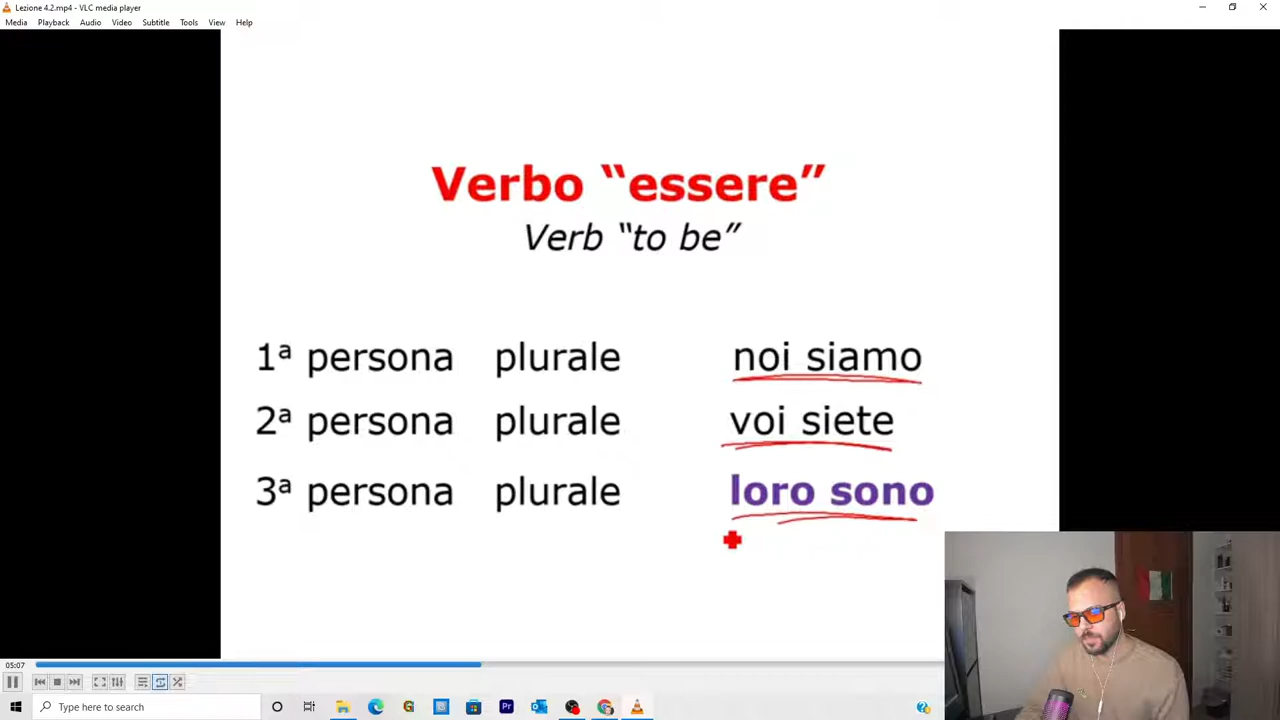 Lezione 4.2.mp4 - VLC media player
Media Playback Audio Video Subtitle Tools View Help
Verbo “essere”
Verb “to be”
1ª persona plurale noi siamo
2ª persona plurale voi siete
3ª persona plurale loro sono
05:07
Type here to search